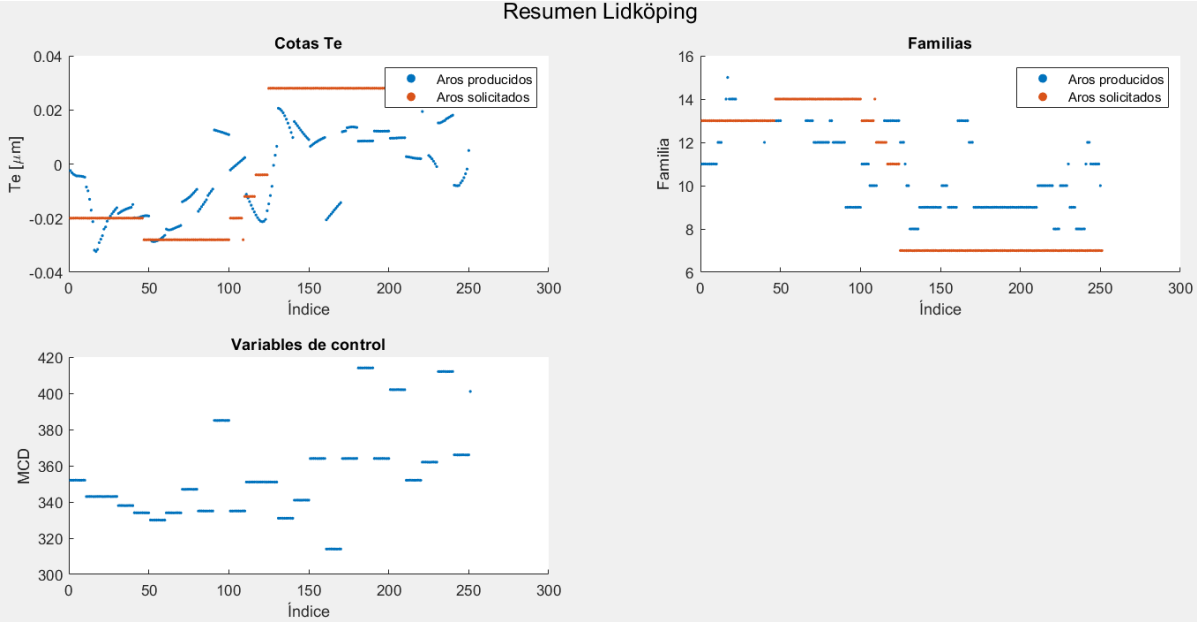 Resumen Lidköping
Cotas Te
0.04
0.02
0
-0.02
-0.04
Te [μm]
0
50
100
150
200
250
300
Índice
Aros producidos
Aros solicitados
Familias
16
14
12
10
8
6
Familia
0
50
100
150
200
250
300
Índice
Aros producidos
Aros solicitados
Variables de control
420
400
380
360
340
320
300
MCD
0
50
100
150
200
250
300
Índice